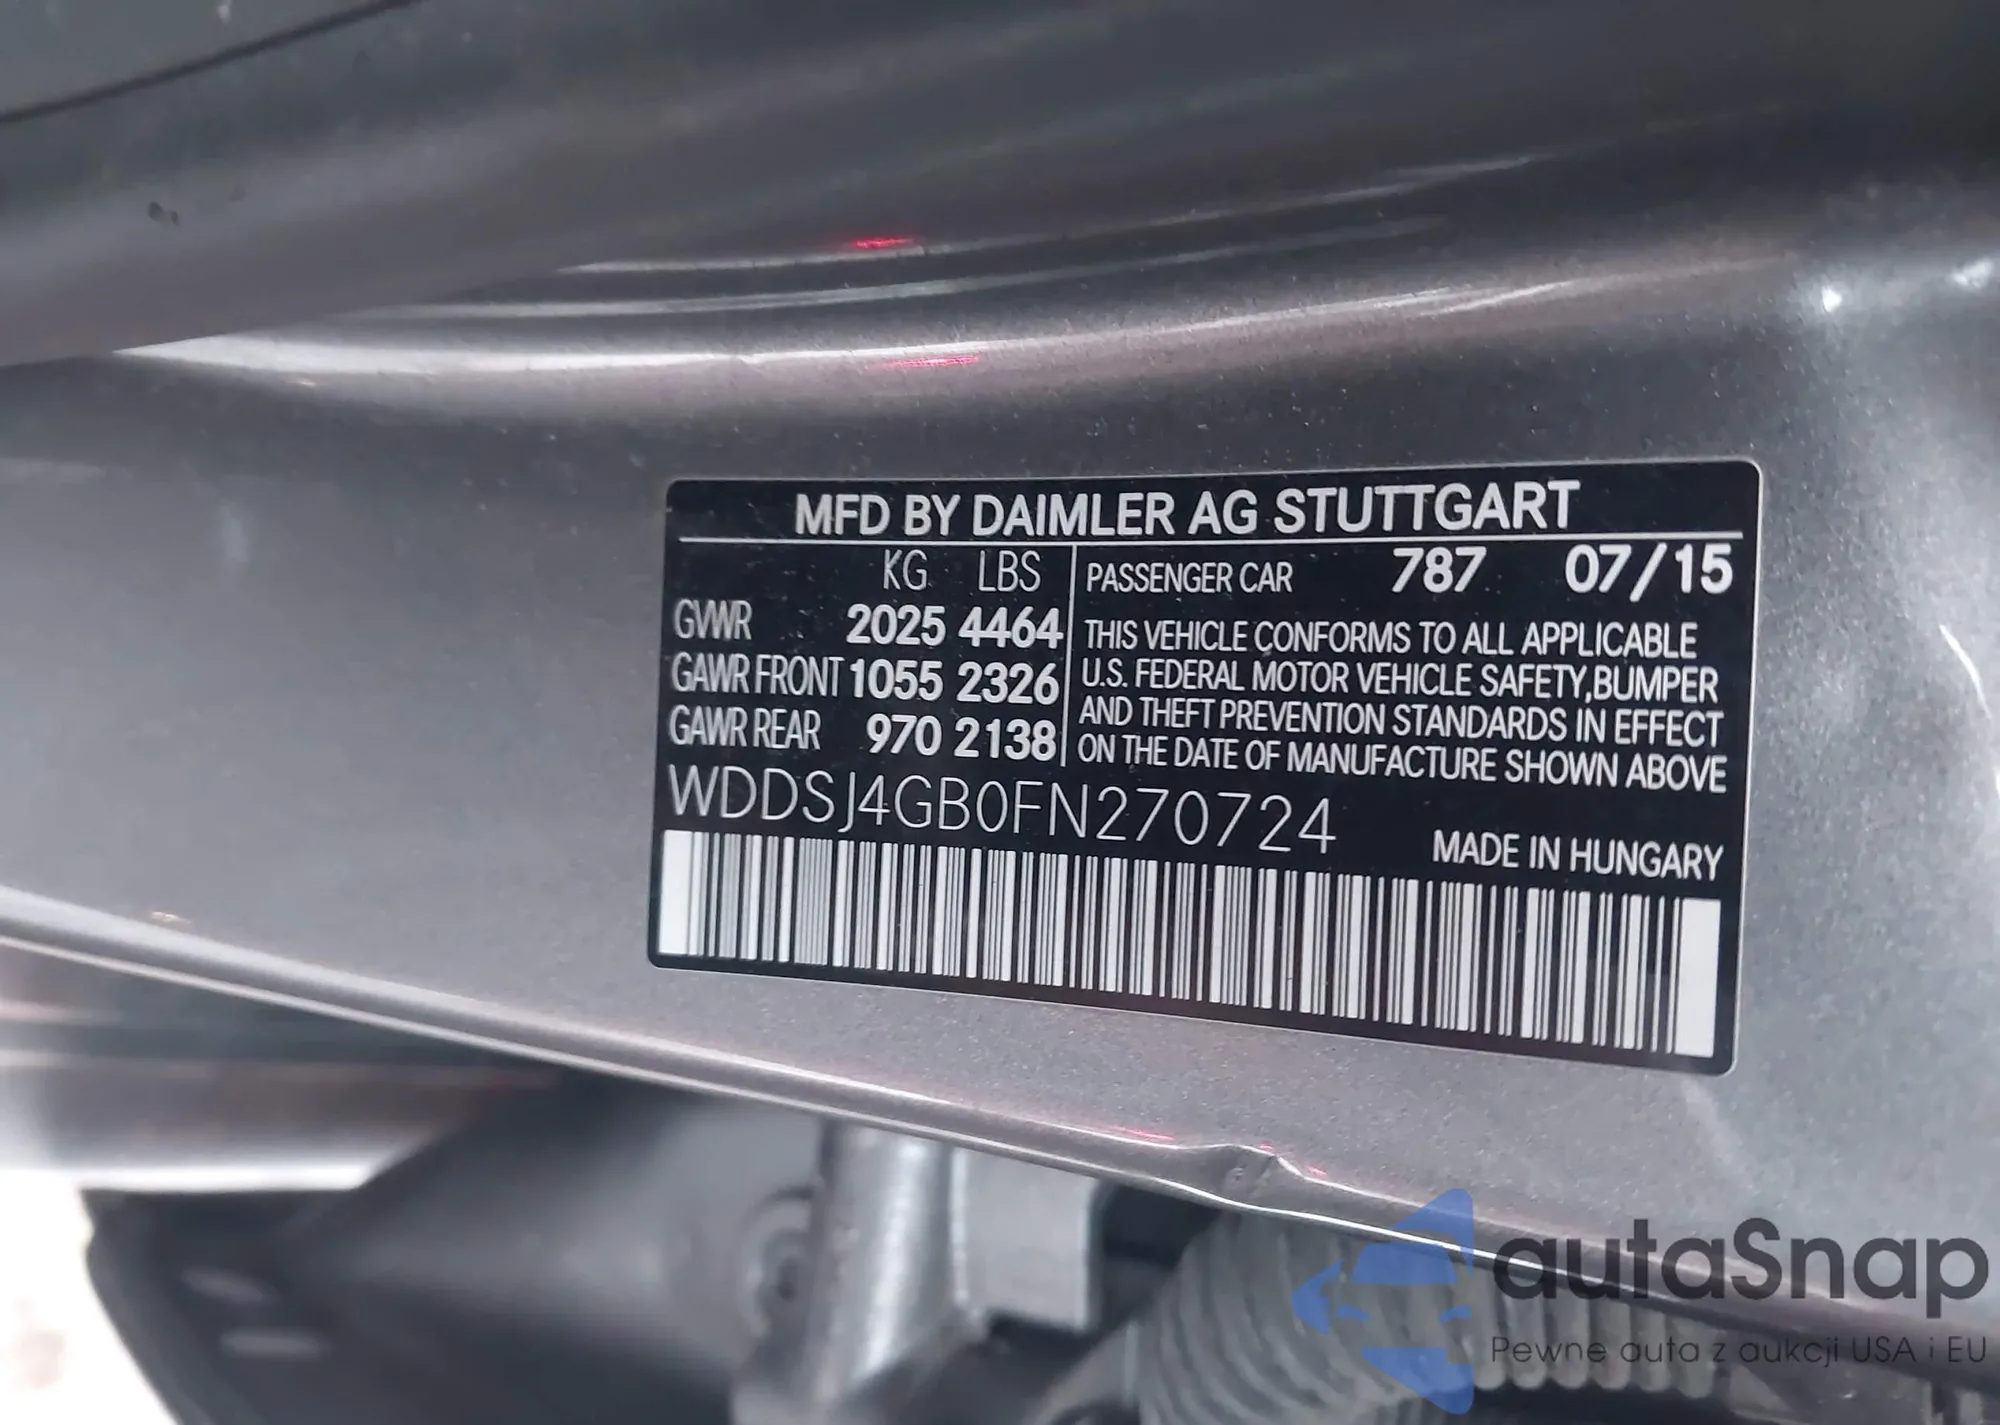 MFD BY DAIMLER AG STUTTGART
KG LBS
GVWR 2025 4464
GAWR FRONT 1055 2326
GAWR REAR 970 2138
PASSENGER CAR 787 07/15
THIS VEHICLE CONFORMS TO ALL APPLICABLE
U.S. FEDERAL MOTOR VEHICLE SAFETY,BUMPER
AND THEFT PREVENTION STANDARDS IN EFFECT
ON THE DATE OF MANUFACTURE SHOWN ABOVE
WDDSJ4GB0FN270724
MADE IN HUNGARY
autaSnap
Pewne auta z aukcji USA i EU